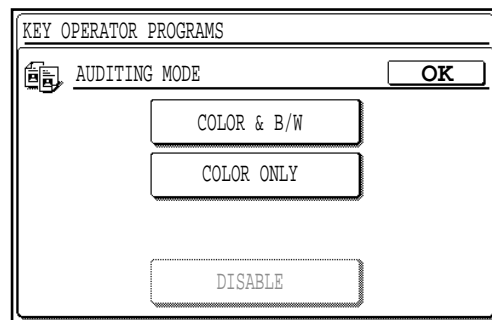 KEY OPERATOR PROGRAMS
AUDITING MODE OK
COLOR & B/W
COLOR ONLY
DISABLE